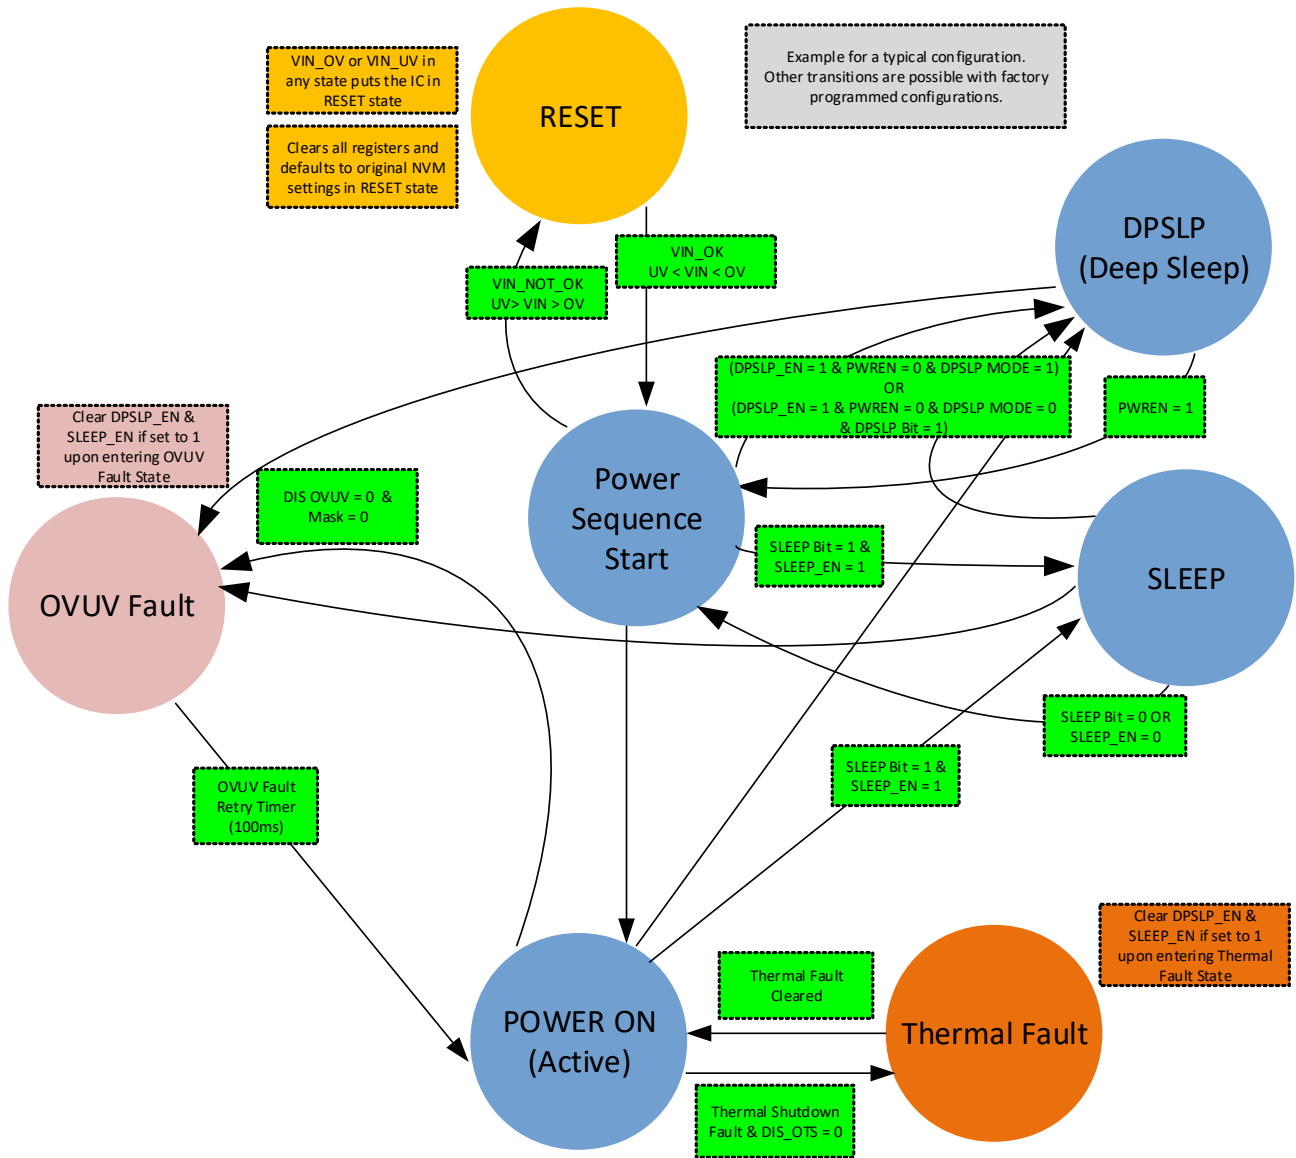 VIN_OV or VIN_UV in
any state puts the IC in
RESET state
Clears all registers and
defaults to original NVM
settings in RESET state
RESET
Example for a typical configuration.
Other transitions are possible with factory
programmed configurations.
DPSLP
(Deep Sleep)
VIN_NOT_OK
UV> VIN > OV
VIN_OK
UV < VIN < OV
(DPSLP_EN = 1 & PWREN = 0 & DPSLP MODE = 1)
OR
(DPSLP_EN = 1 & PWREN = 0 & DPSLP MODE = 0
& DPSLP Bit = 1)
PWREN = 1
Clear DPSLP_EN &
SLEEP_EN if set to 1
upon entering OVUV
Fault State
DIS OVUV = 0 &
Mask = 0
Power
Sequence
Start
SLEEP Bit = 1 &
SLEEP_EN = 1
SLEEP
OVUV Fault
SLEEP Bit = 0 OR
SLEEP_EN = 0
SLEEP Bit = 1 &
SLEEP_EN = 1
OVUV Fault
Retry Timer
(100ms)
Clear DPSLP_EN &
SLEEP_EN if set to 1
upon entering Thermal
Fault State
Thermal Fault
Cleared
POWER ON
(Active)
Thermal Fault
Thermal Shutdown
Fault & DIS_OTS = 0